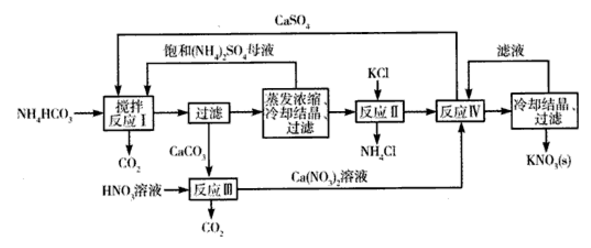 CaSO₄
饱和(NH₄)₂SO₄母液
滤液
KCl
NH₄HCO₃
搅拌
反应Ⅰ
过滤
蒸发浓缩、
冷却结晶、
过滤
反应Ⅱ
反应Ⅳ
冷却结晶、
过滤
CO₂
CaCO₃
NH₄Cl
KNO₃(s)
HNO₃溶液
反应Ⅲ
Ca(NO₃)₂溶液
CO₂